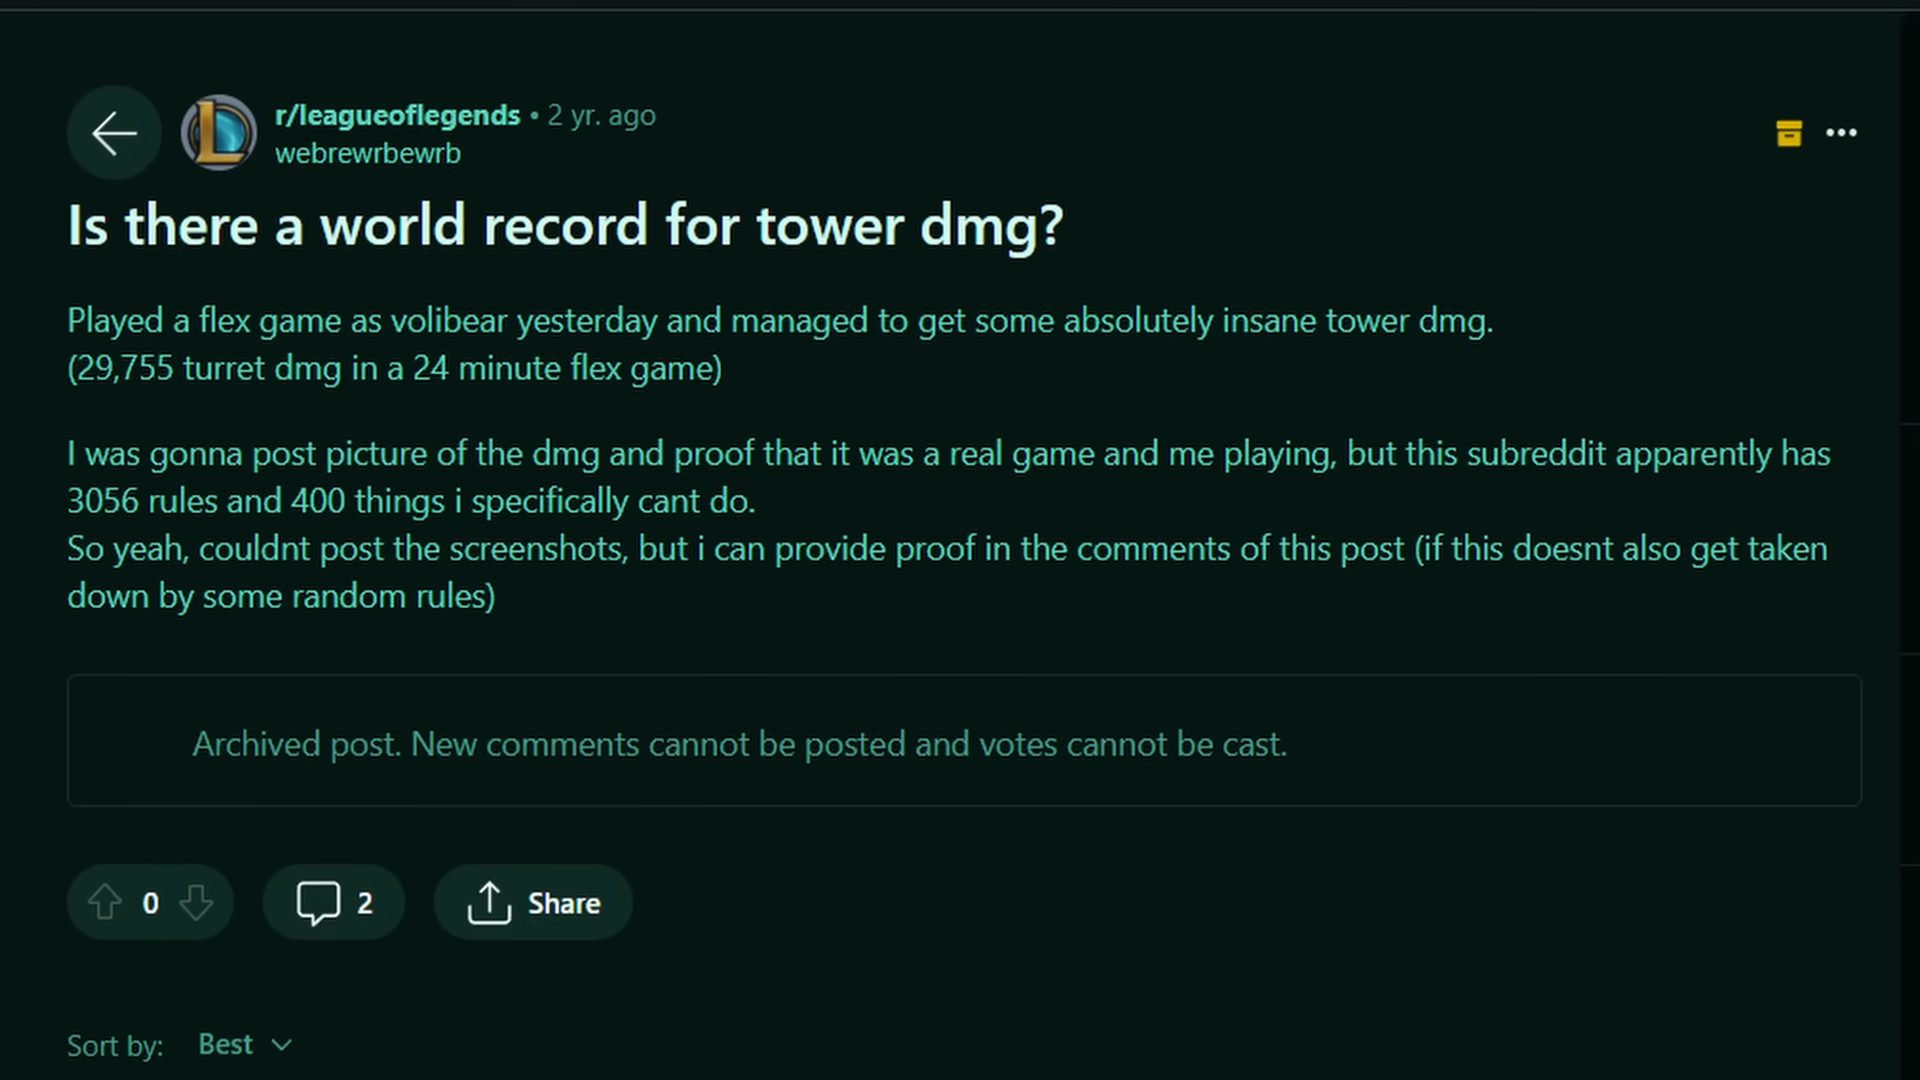 r/leagueoflegends • 2 yr. ago
webrewrbewrb
Is there a world record for tower dmg?
Played a flex game as volibear yesterday and managed to get some absolutely insane tower dmg.
(29,755 turret dmg in a 24 minute flex game)
I was gonna post picture of the dmg and proof that it was a real game and me playing, but this subreddit apparently has
3056 rules and 400 things i specifically cant do.
So yeah, couldnt post the screenshots, but i can provide proof in the comments of this post (if this doesnt also get taken
down by some random rules)
Archived post. New comments cannot be posted and votes cannot be cast.
0 2 Share
Sort by: Best